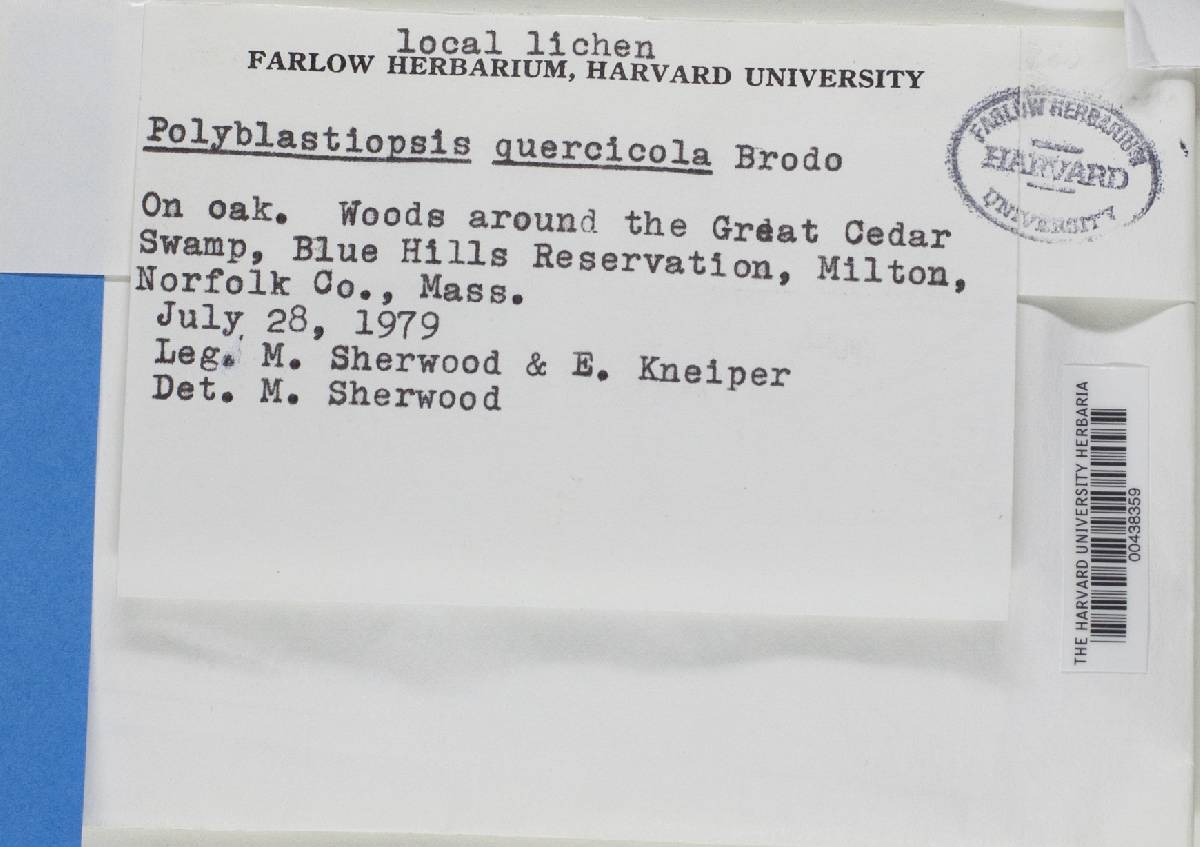 local lichen
FARLOW HERBARIUM, HARVARD UNIVERSITY
Polyblastiopsis quercicola Brodo
On oak. Woods around the Great Cedar
Swamp, Blue Hills Reservation, Milton,
Norfolk Co., Mass.
July 28, 1979
Leg. M. Sherwood & E. Kneiper
Det. M. Sherwood
FARLOW HERBARIUM
HARVARD
UNIVERSITY
THE HARVARD UNIVERSITY HERBARIA
00438359